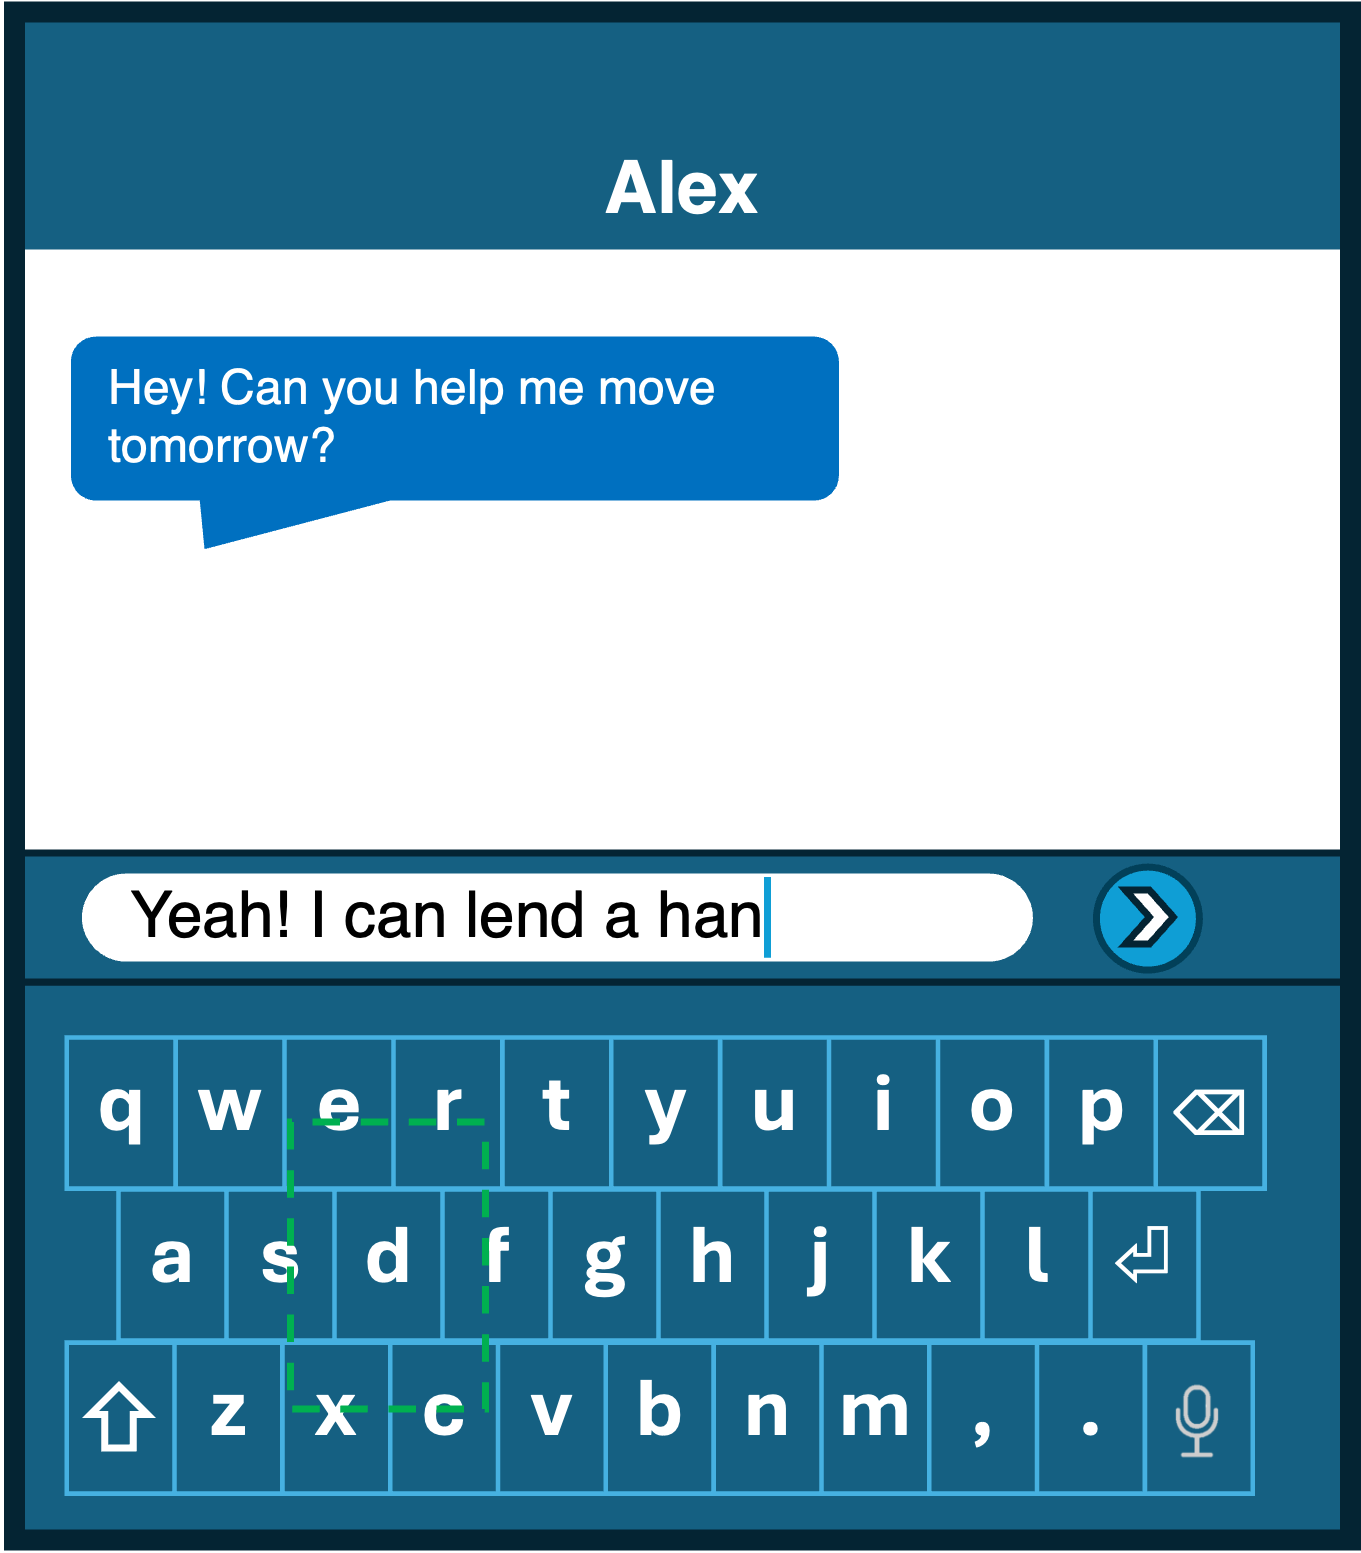 Alex
Hey! Can you help me move
tomorrow?
Yeah! I can lend a han
q w e r t y u i o p
a s d f g h j k l
z x c v b n m , .